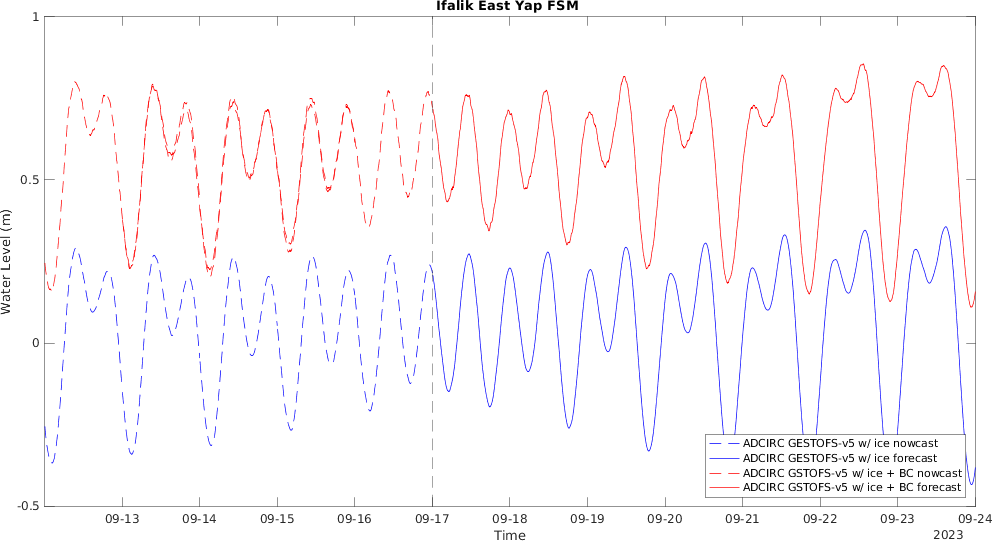 Ifalik East Yap FSM
1
0.5
0
-0.5
Water Level (m)
ADCIRC GESTOFS-v5 w/ ice nowcast
ADCIRC GESTOFS-v5 w/ ice forecast
ADCIRC GSTOFS-v5 w/ ice + BC nowcast
ADCIRC GSTOFS-v5 w/ ice + BC forecast
09-13 09-14 09-15 09-16 09-17 09-18 09-19 09-20 09-21 09-22 09-23 09-24
Time
2023